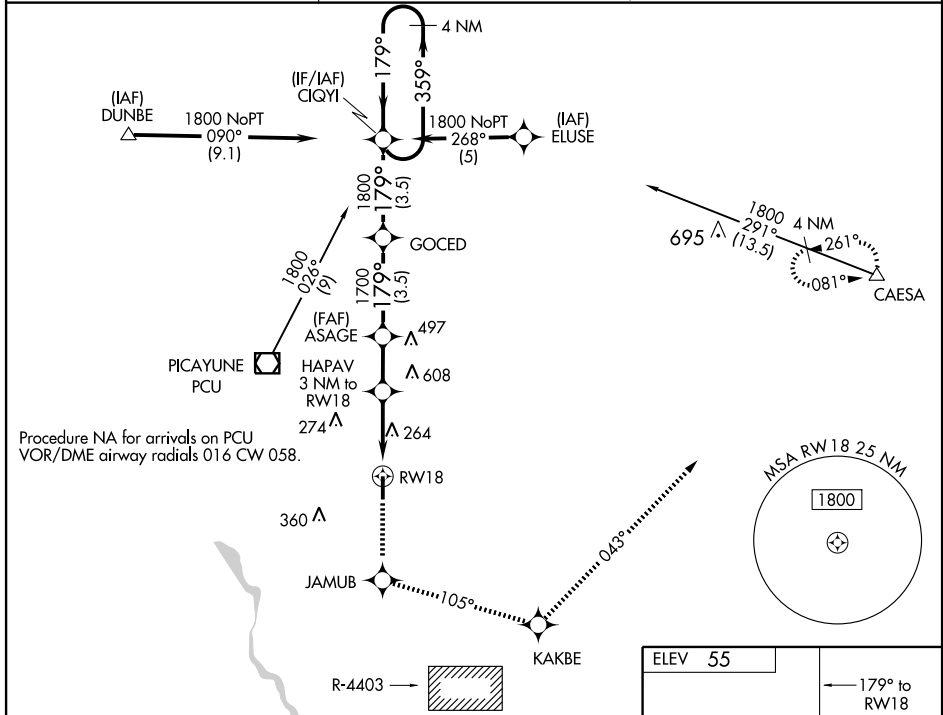 4 NM
179°
359°
(IF/IAF)
CIQYI
(IAF)
DUNBE
1800 NoPT
090°
(9.1)
1800 NoPT
268°
(5)
(IAF)
ELUSE
1800
179°
(3.5)
GOCED
1800
291°
(13.5)
4 NM
695
261°
081°
CAESA
1800
026°
(9)
1700
179°
(3.5)
(FAF)
ASAGE
497
PICAYUNE
PCU
HAPAV
3 NM to
RW18
608
274
264
Procedure NA for arrivals on PCU
VOR/DME airway radials 016 CW 058.
RW18
MSA RW 18 25 NM
1800
360
043°
JAMUB
105°
KAKBE
R-4403
ELEV 55
179° to
RW18